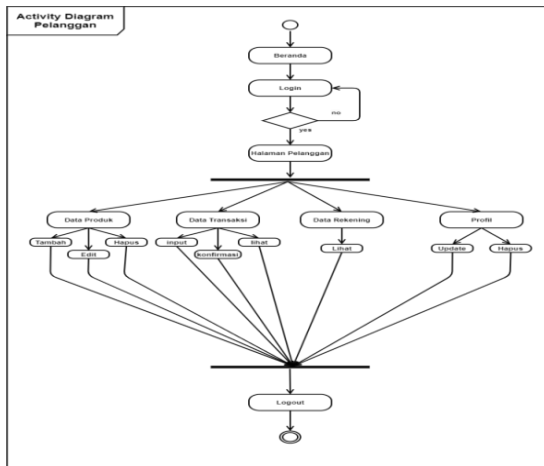 Activity Diagram
Pelanggan
Beranda
Login
no
yes
Halaman Pelanggan
Data Produk
Data Transaksi
Data Rekening
Profil
Tambah
Hapus
input
lihat
Lihat
Update
Hapus
Edit
konfirmasi
Logout